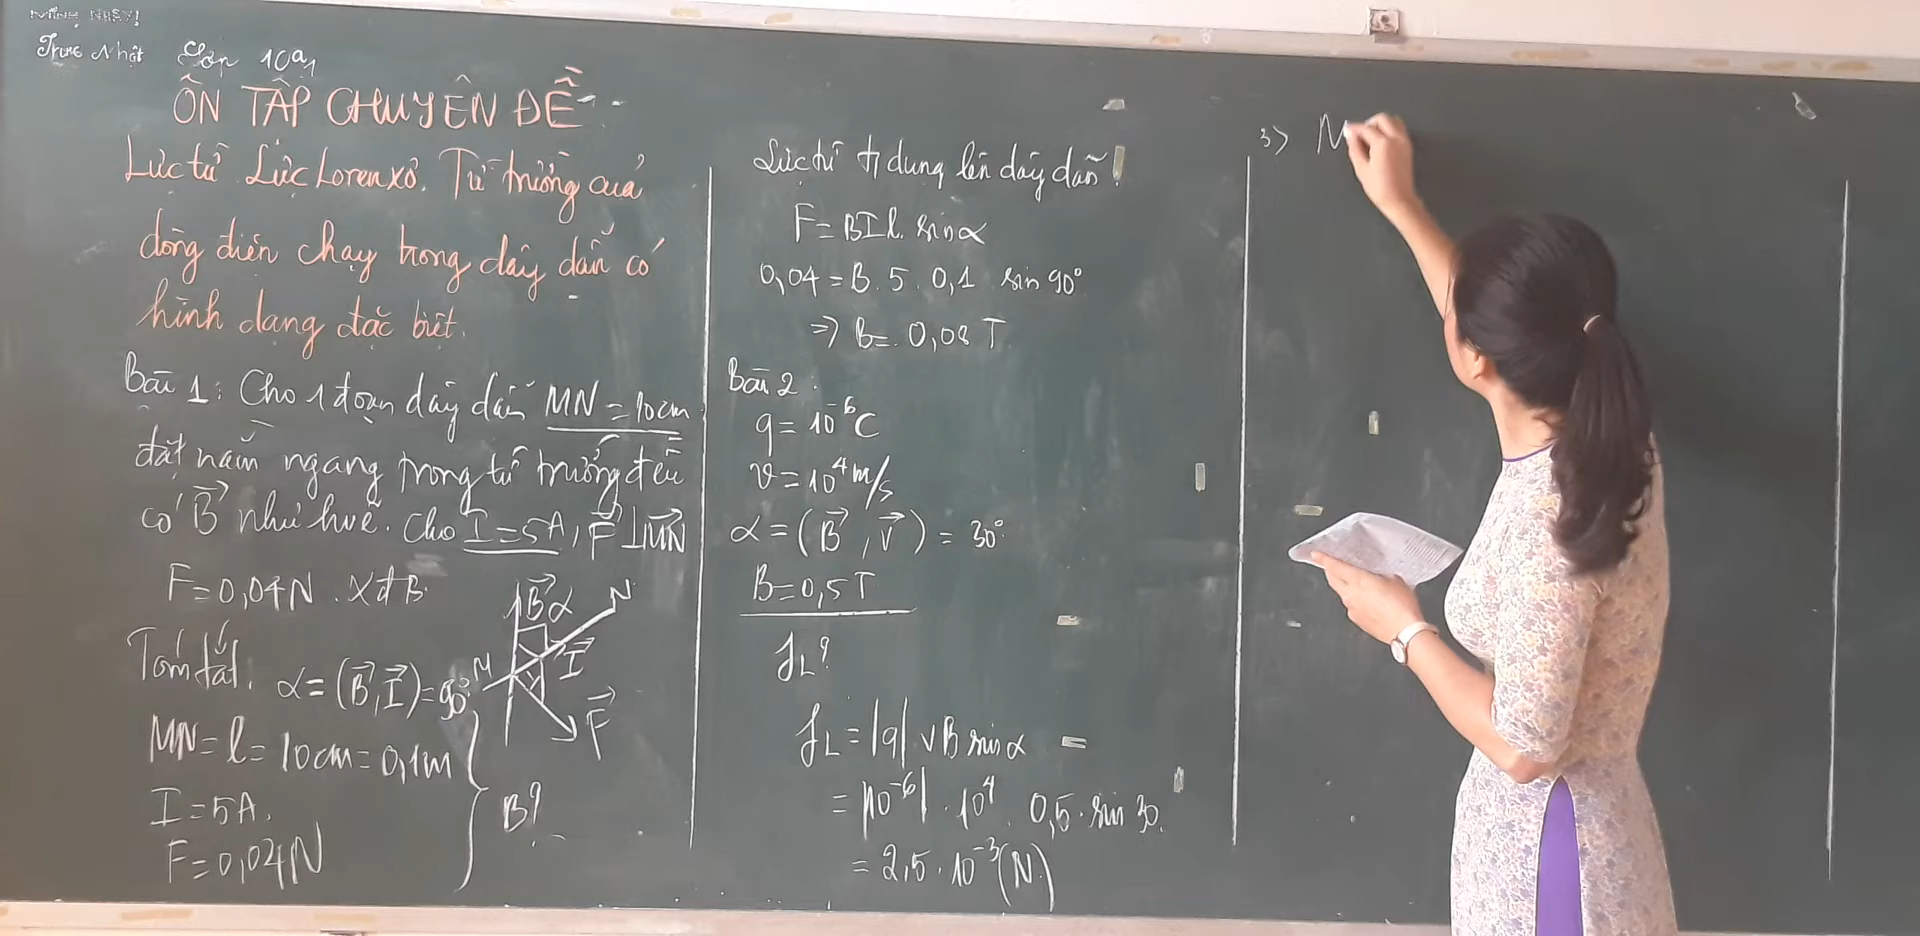 Trung Nhật
Lớp 10a1
ÔN TẬP CHUYÊN ĐỀ
Lực từ Lực Lorenxơ. Từ trường của
dòng điện chạy trong dây dẫn có
hình dạng đặc biệt.
Bài 1: Cho 1 đoạn dây dẫn MN = 10cm
đặt nằm ngang trong từ trường đều
có B⃗ như hvẽ. Cho I = 5A, F⃗ ⊥ MN
F = 0,04N. Xđ B.
B⃗ α N
M I⃗
F⃗
Tóm tắt. α = (B⃗, I⃗) = 90°
MN = l = 10cm = 0,1m
I = 5A.
F = 0,04N
B?
Lực từ td dụng lên dây dẫn
F = BIl. sinα
0,04 = B. 5. 0,1 sin 90°
=> B = 0,08 T
Bài 2.
q = 10⁻⁶C
v = 10⁴ m/s
α = (B⃗, v⃗) = 30°
B = 0,5T
fL?
fL = |q| vB sinα
= |10⁻⁶| . 10⁴. 0,5. sin 30.
= 2,5. 10⁻³ (N)
3) N